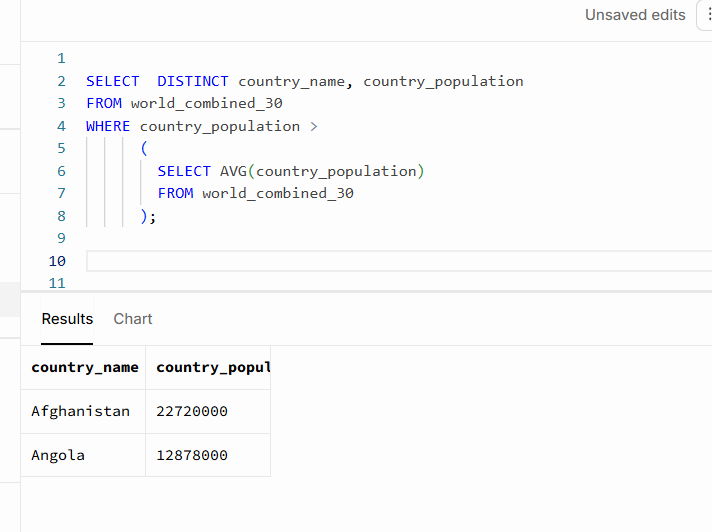 Unsaved edits
1
2 SELECT  DISTINCT country_name, country_population
3 FROM world_combined_30
4 WHERE country_population >
5 (
6 SELECT AVG(country_population)
7 FROM world_combined_30
8 );
9
10
11
Results Chart
country_name country_popul
Afghanistan 22720000
Angola 12878000